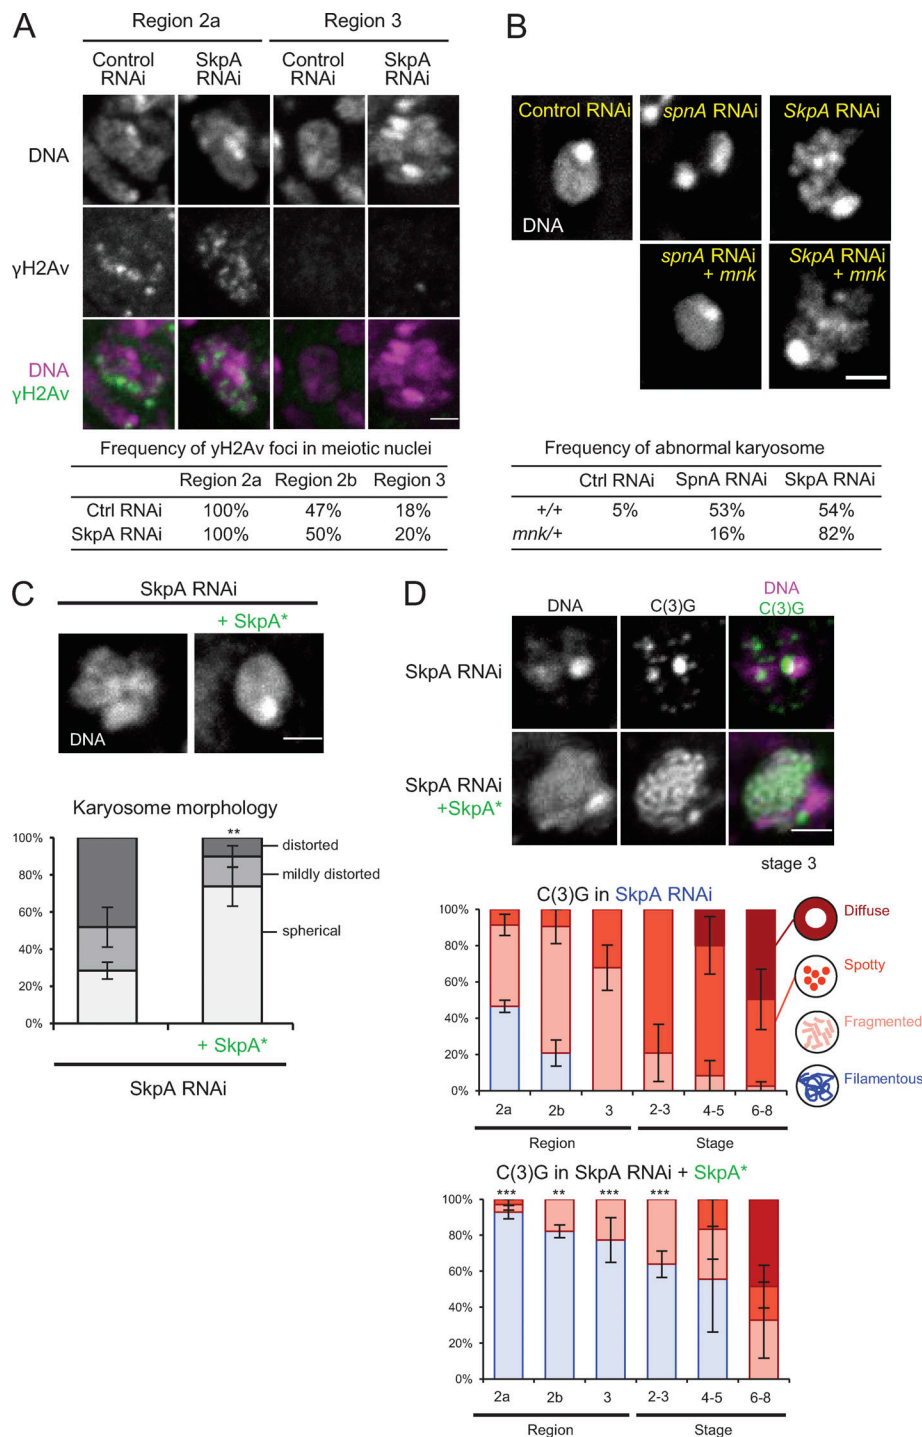 A
Region 2a
Region 3
Control RNAi
SkpA RNAi
Control RNAi
SkpA RNAi
DNA
γH2Av
DNA
γH2Av
Frequency of γH2Av foci in meiotic nuclei
Region 2a Region 2b Region 3
Ctrl RNAi 100% 47% 18%
SkpA RNAi 100% 50% 20%
B
Control RNAi
spnA RNAi
SkpA RNAi
DNA
spnA RNAi
+ mnk
SkpA RNAi
+ mnk
Frequency of abnormal karyosome
Ctrl RNAi SpnA RNAi SkpA RNAi
+/+ 5% 53% 54%
mnk/+ 16% 82%
C
SkpA RNAi
+ SkpA*
DNA
Karyosome morphology
100%
80%
60%
40%
20%
0%
**
distorted
mildly distorted
spherical
+ SkpA*
SkpA RNAi
D
DNA
C(3)G
DNA
C(3)G
SkpA RNAi
SkpA RNAi
+SkpA*
stage 3
C(3)G in SkpA RNAi
100%
80%
60%
40%
20%
0%
2a 2b 3 2-3 4-5 6-8
Region Stage
Diffuse
Spotty
Fragmented
Filamentous
C(3)G in SkpA RNAi + SkpA*
*** ** *** ***
100%
80%
60%
40%
20%
0%
2a 2b 3 2-3 4-5 6-8
Region Stage